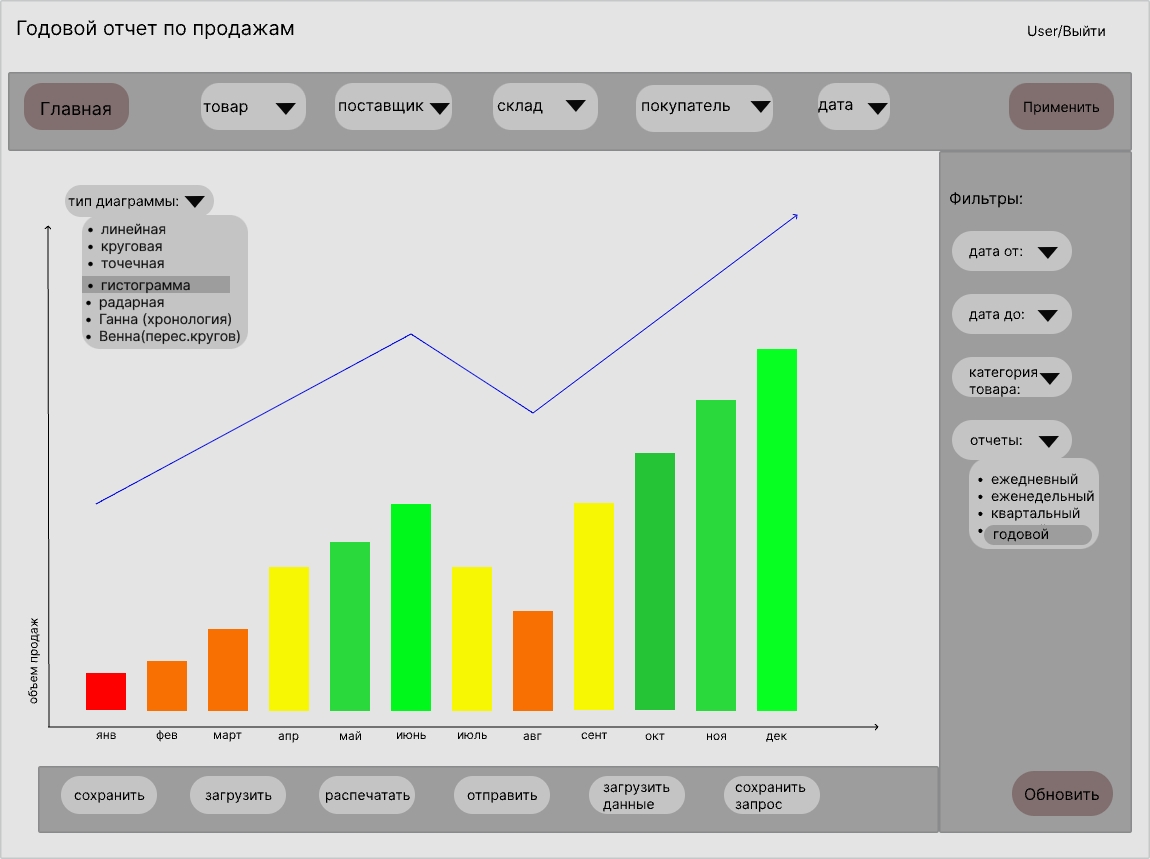 Годовой отчет по продажам
User/Выйти
Главная
товар
поставщик
склад
покупатель
дата
Применить
тип диаграммы:
линейная
круговая
точечная
гистограмма
радарная
Ганна (хронология)
Венна(перес.кругов)
объем продаж
янв
фев
март
апр
май
июнь
июль
авг
сент
окт
ноя
дек
Фильтры:
дата от:
дата до:
категория
товара:
отчеты:
ежедневный
еженедельный
квартальный
годовой
сохранить
загрузить
распечатать
отправить
загрузить
данные
сохранить
запрос
Обновить